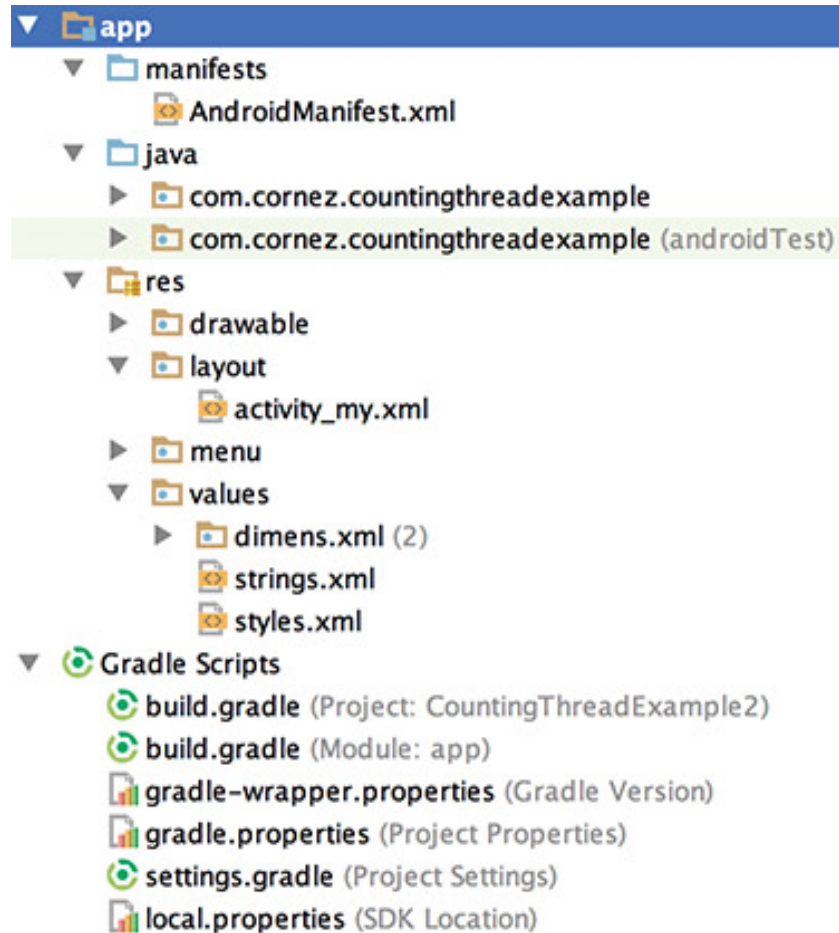 app
manifests
AndroidManifest.xml
java
com.cornez.countingthreadexample
com.cornez.countingthreadexample (androidTest)
res
drawable
layout
activity_my.xml
menu
values
dimens.xml (2)
strings.xml
styles.xml
Gradle Scripts
build.gradle (Project: CountingThreadExample2)
build.gradle (Module: app)
gradle-wrapper.properties (Gradle Version)
gradle.properties (Project Properties)
settings.gradle (Project Settings)
local.properties (SDK Location)